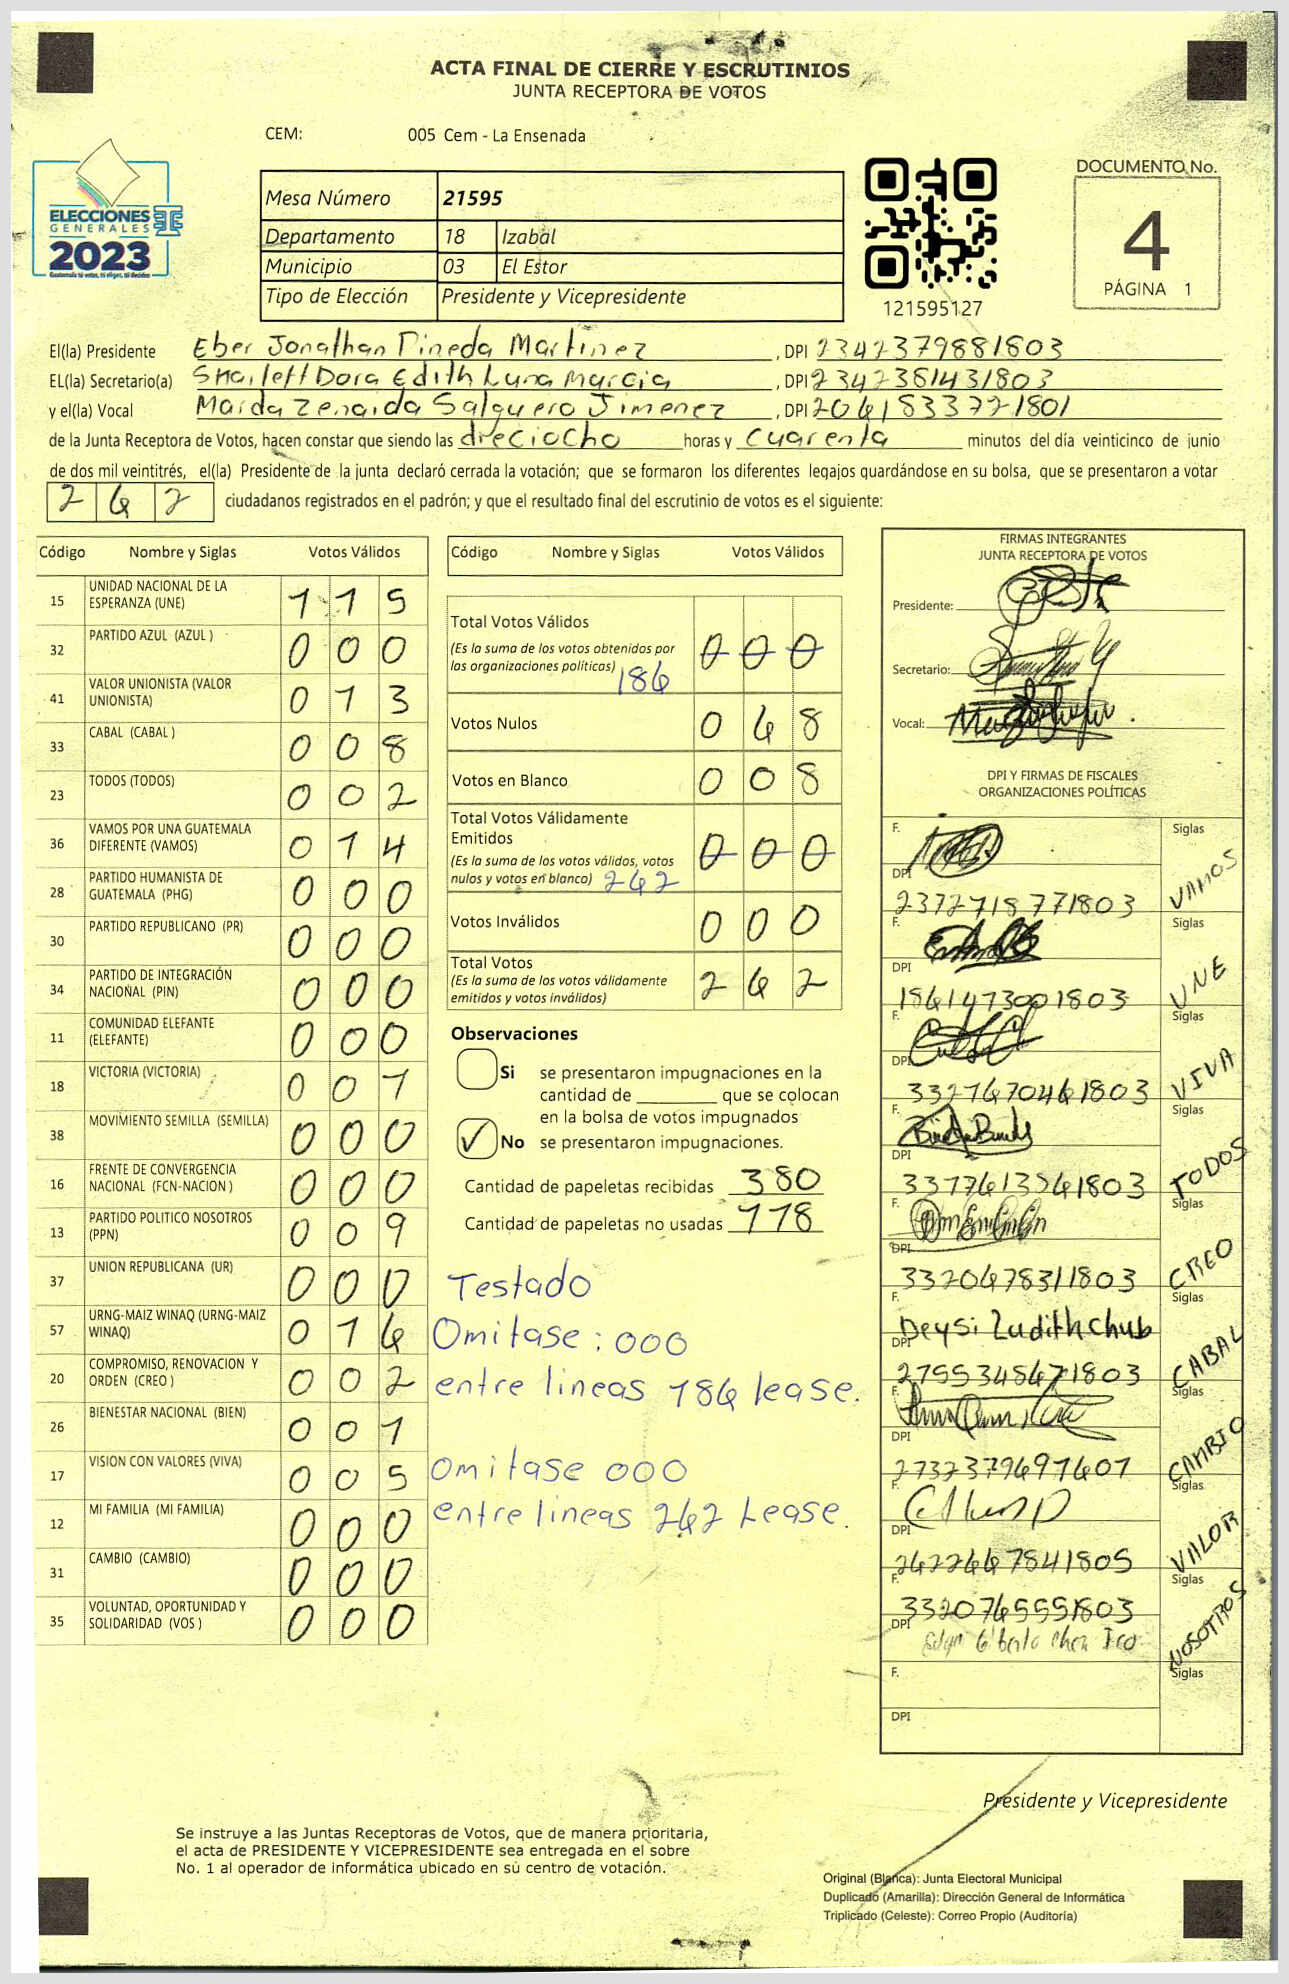 ACTA FINAL DE CIERRE Y ESCRUTINIOS
JUNTA RECEPTORA DE VOTOS
CEM: 005 Cem - La Ensenada
ELECCIONES
GENERALES
2023
Guatemala tú votas, tú eliges, tú decides
Mesa Número 21595
Departamento 18 Izabal
Municipio 03 El Estor
Tipo de Elección Presidente y Vicepresidente
121595127
DOCUMENTO No.
4
PÁGINA 1
El(la) Presidente Eber Jonathan Pineda Martinez , DPI 2342379881803
EL(la) Secretario(a) Dora Edith Luna Marcia , DPI 2342381431803
y el(la) Vocal Zenaida Salguero Jimenez , DPI
de la Junta Receptora de Votos, hacen constar que siendo las dieciocho horas y cuarenta minutos del día veinticinco de junio
de dos mil veintitrés, el(la) Presidente de la junta declaró cerrada la votación; que se formaron los diferentes legajos quardándose en su bolsa, que se presentaron a votar
2 6 2 ciudadanos registrados en el padrón; y que el resultado final del escrutinio de votos es el siguiente:
Código Nombre y Siglas Votos Válidos
15 UNIDAD NACIONAL DE LA ESPERANZA (UNE) 1 1 5
32 PARTIDO AZUL (AZUL ) 0 0 0
41 VALOR UNIONISTA (VALOR UNIONISTA) 0 1 3
33 CABAL (CABAL ) 0 0 8
23 TODOS (TODOS) 0 0 2
36 VAMOS POR UNA GUATEMALA DIFERENTE (VAMOS) 0 1 4
28 PARTIDO HUMANISTA DE GUATEMALA (PHG) 0 0 0
30 PARTIDO REPUBLICANO (PR) 0 0 0
34 PARTIDO DE INTEGRACIÓN NACIONAL (PIN) 0 0 0
11 COMUNIDAD ELEFANTE (ELEFANTE) 0 0 0
18 VICTORIA (VICTORIA) 0 0 1
38 MOVIMIENTO SEMILLA (SEMILLA) 0 0 0
16 FRENTE DE CONVERGENCIA NACIONAL (FCN-NACION ) 0 0 0
13 PARTIDO POLITICO NOSOTROS (PPN) 0 0 9
37 UNION REPUBLICANA (UR) 0 0 0
57 URNG-MAIZ WINAQ (URNG-MAIZ WINAQ) 0 1 6
20 COMPROMISO, RENOVACION Y ORDEN (CREO ) 0 0 2
26 BIENESTAR NACIONAL (BIEN) 0 0 1
17 VISION CON VALORES (VIVA) 0 0 5
12 MI FAMILIA (MI FAMILIA) 0 0 0
31 CAMBIO (CAMBIO) 0 0 0
35 VOLUNTAD, OPORTUNIDAD Y SOLIDARIDAD (VOS ) 0 0 0
Código Nombre y Siglas Votos Válidos
Total Votos Válidos
(Es la suma de los votos obtenidos por
las organizaciones políticas) 186 0 0 0
Votos Nulos 0 6 8
Votos en Blanco 0 0 8
Total Votos Válidamente
Emitidos
(Es la suma de los votos válidos, votos
nulos y votos en blanco) 262 0 0 0
Votos Inválidos 0 0 0
Total Votos
(Es la suma de los votos válidamente
emitidos y votos inválidos) 2 6 2
Observaciones
Si se presentaron impugnaciones en la
cantidad de ________ que se colocan
en la bolsa de votos impugnados
✓ No se presentaron impugnaciones.
Cantidad de papeletas recibidas 380
Cantidad de papeletas no usadas 118
Testado
Omitase : 000
entre lineas 186 lease.
Omitase 000
entre lineas 262 Lease.
FIRMAS INTEGRANTES
JUNTA RECEPTORA DE VOTOS
Presidente:
Secretario:
Vocal:
DPI Y FIRMAS DE FISCALES
ORGANIZACIONES POLÍTICAS
F. Siglas
DPI 2372718771803 VAMOS
F. Siglas
DPI 1861473001803 UNE
F. Siglas
DPI 3327670461803 VIVA
F. Siglas
DPI TODOS
F. Siglas
DPI 3320678311803 CREO
F. Deysi Ludith Chub Siglas
DPI 2755348671803 CABAL
F. Siglas
DPI CAMBIO
F. Siglas
DPI 2622667841805 VALOR
F. Siglas
DPI 3320765551803 NOSOTROS
F. Siglas
DPI
Presidente y Vicepresidente
Se instruye a las Juntas Receptoras de Votos, que de manera prioritaria,
el acta de PRESIDENTE Y VICEPRESIDENTE sea entregada en el sobre
No. 1 al operador de informática ubicado en su centro de votación.
Original (Blanca): Junta Electoral Municipal
Duplicado (Amarilla): Dirección General de Informática
Triplicado (Celeste): Correo Propio (Auditoría)